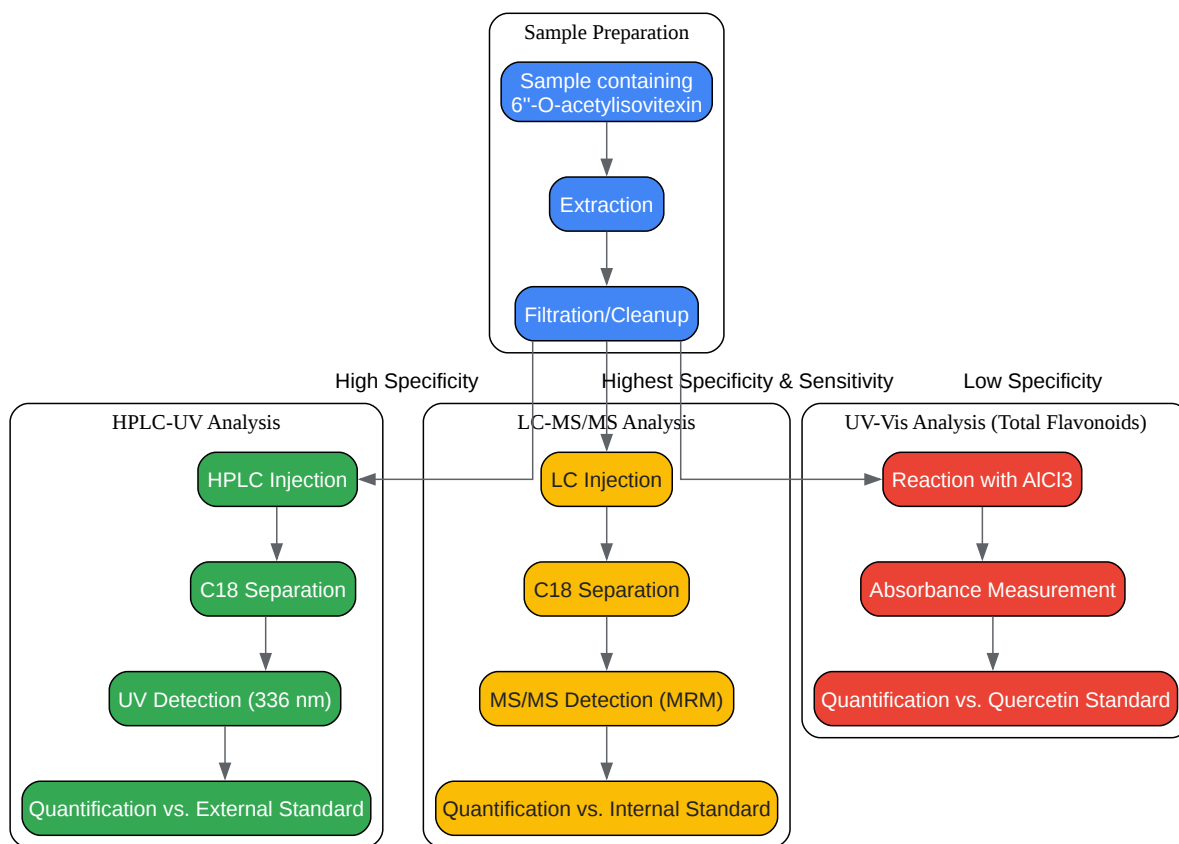 Sample Preparation
Sample containing
6''-O-acetylisovitexin
Extraction
Filtration/Cleanup
High Specificity
Highest Specificity & Sensitivity
Low Specificity
HPLC-UV Analysis
HPLC Injection
C18 Separation
UV Detection (336 nm)
Quantification vs. External Standard
LC-MS/MS Analysis
LC Injection
C18 Separation
MS/MS Detection (MRM)
Quantification vs. Internal Standard
UV-Vis Analysis (Total Flavonoids)
Reaction with AlCl3
Absorbance Measurement
Quantification vs. Quercetin Standard